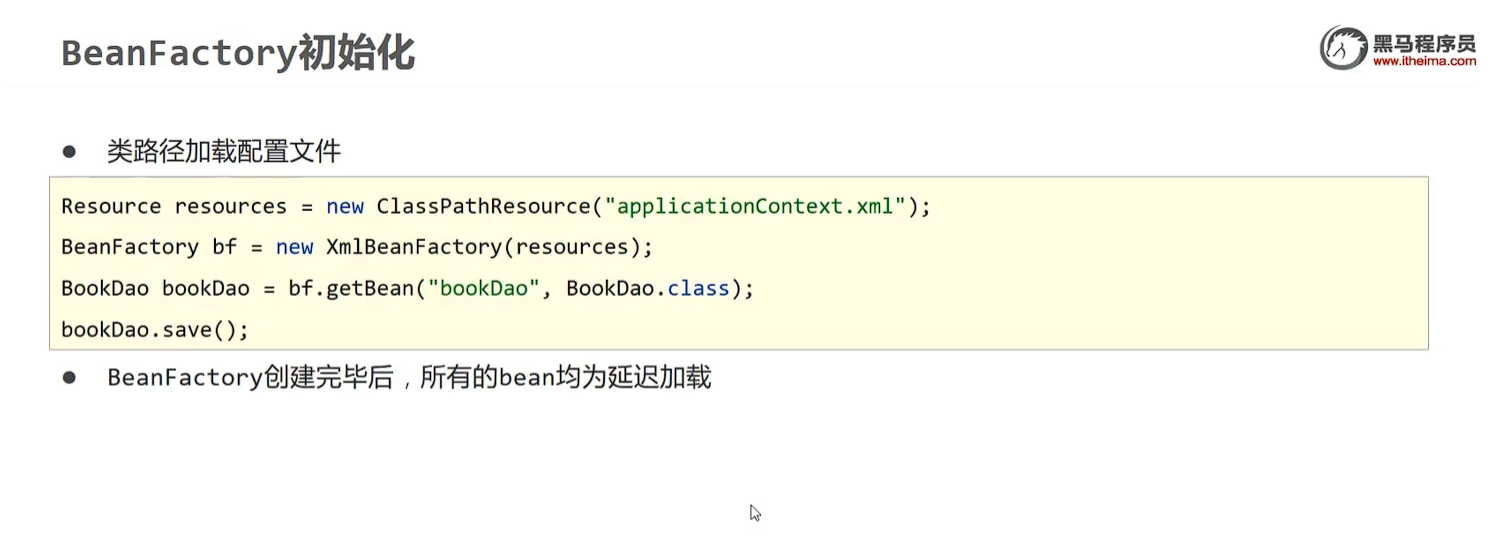 BeanFactory初始化
黑马程序员
www.itheima.com
● 类路径加载配置文件
Resource resources = new ClassPathResource("applicationContext.xml");
BeanFactory bf = new XmlBeanFactory(resources);
BookDao bookDao = bf.getBean("bookDao", BookDao.class);
bookDao.save();
● BeanFactory创建完毕后，所有的bean均为延迟加载